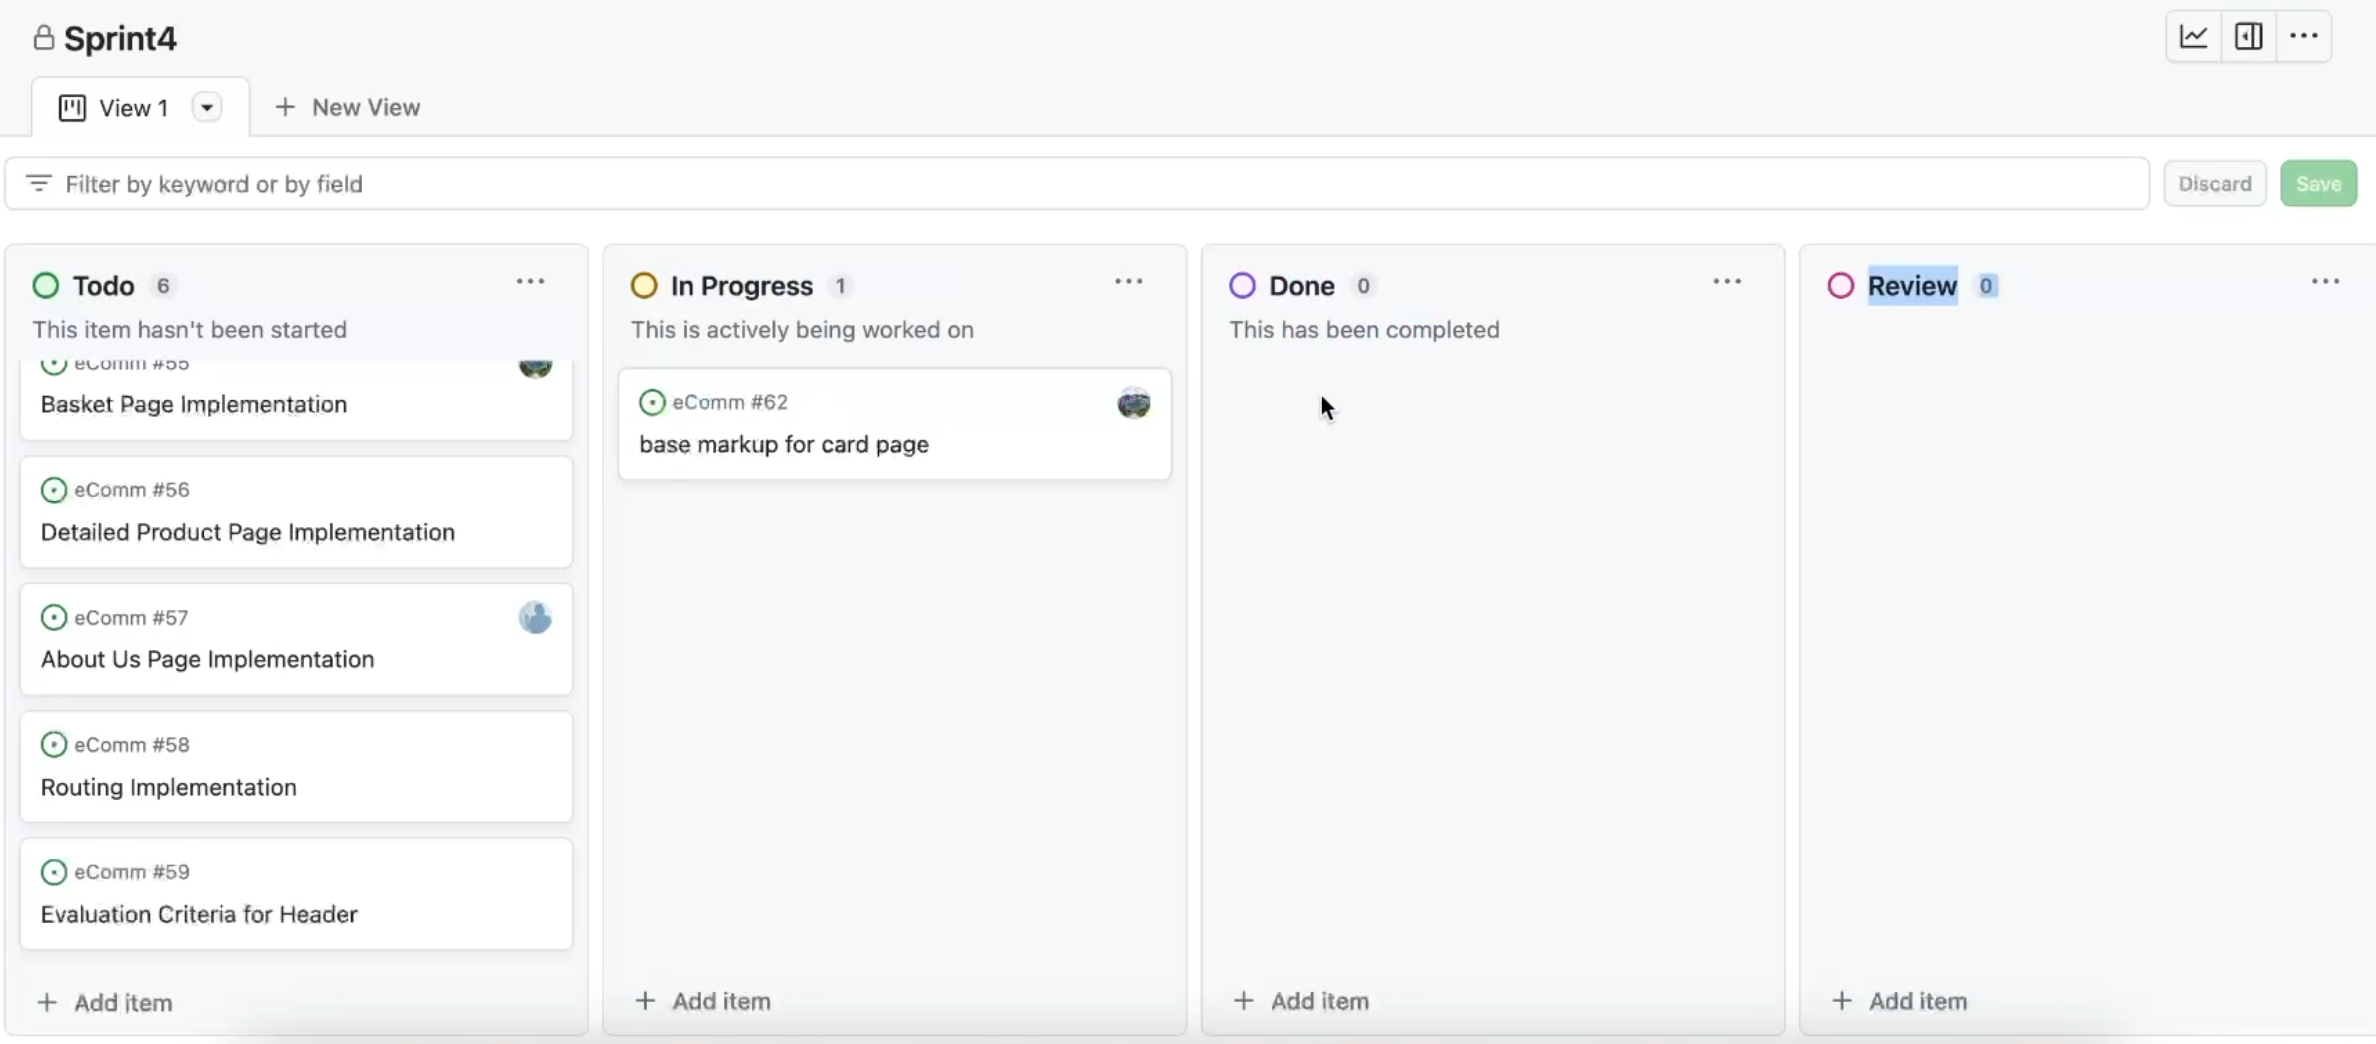 Sprint4
View 1
New View
Filter by keyword or by field
Discard
Save
Todo 6
This item hasn't been started
eComm #55
Basket Page Implementation
eComm #56
Detailed Product Page Implementation
eComm #57
About Us Page Implementation
eComm #58
Routing Implementation
eComm #59
Evaluation Criteria for Header
Add item
In Progress 1
This is actively being worked on
eComm #62
base markup for card page
Add item
Done 0
This has been completed
Add item
Review 0
Add item